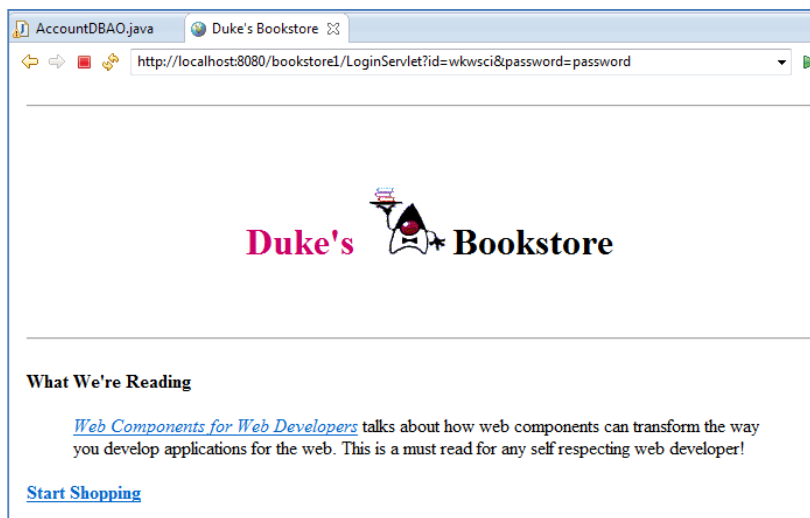 AccountDBAO.java
Duke's Bookstore
http://localhost:8080/bookstore1/LoginServlet?id=wkwsci&password=password
Duke's Bookstore
What We're Reading
Web Components for Web Developers talks about how web components can transform the way
you develop applications for the web. This is a must read for any self respecting web developer!
Start Shopping